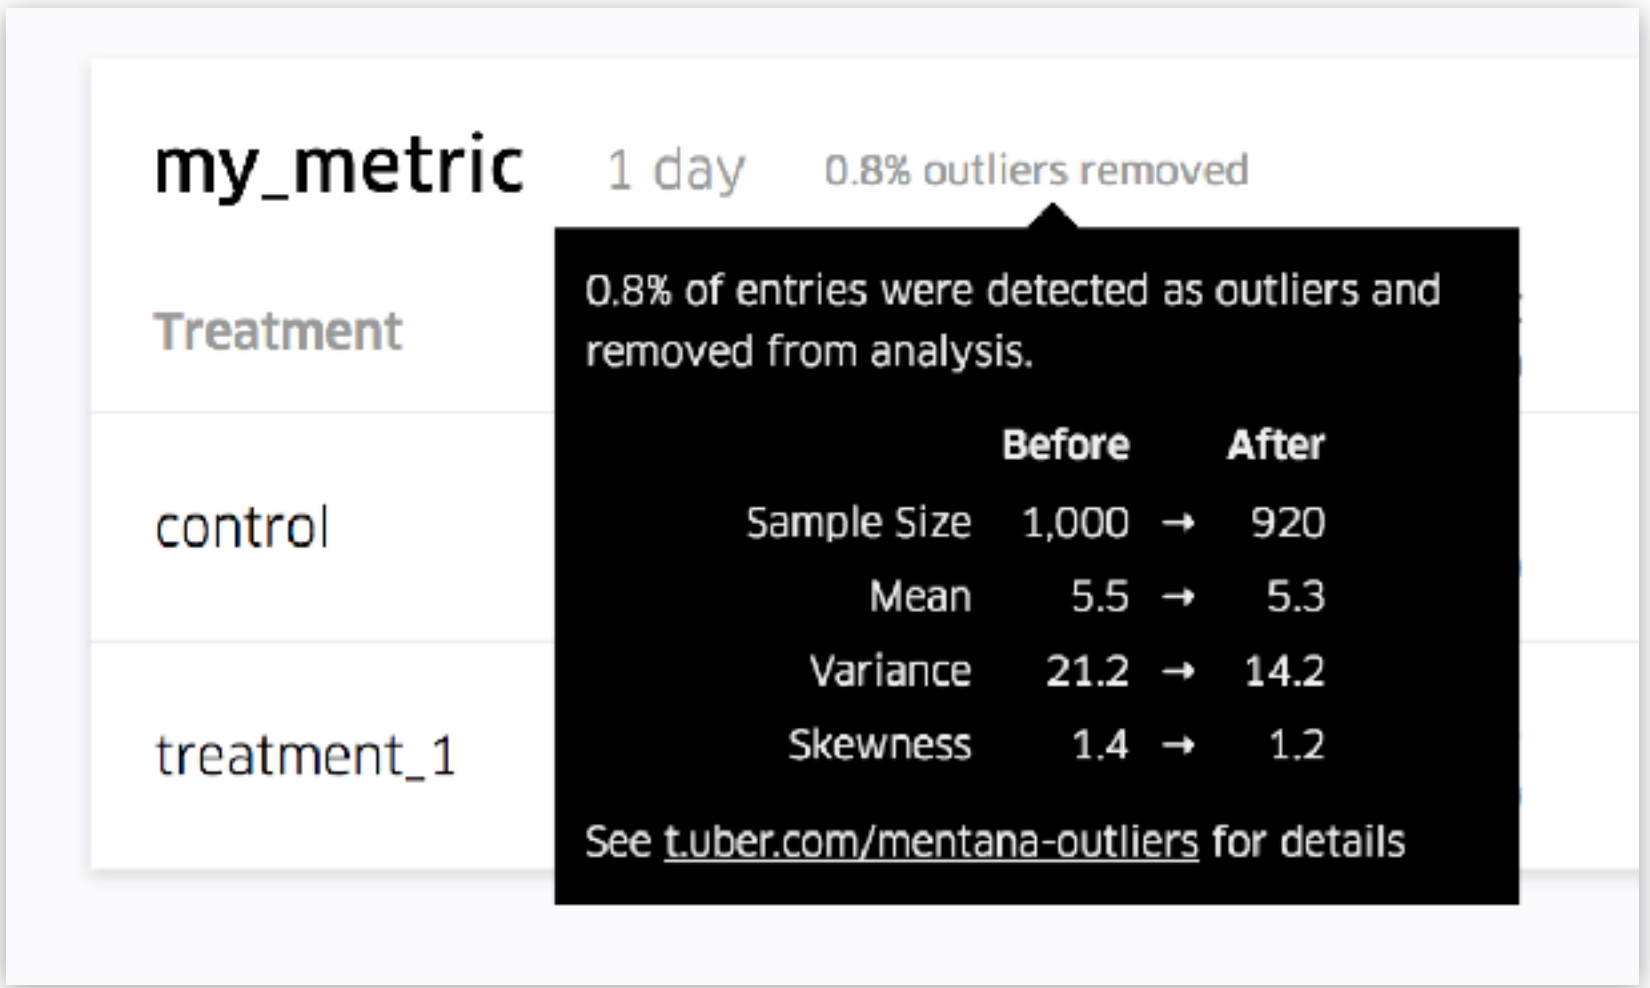 my_metric 1 day 0.8% outliers removed
0.8% of entries were detected as outliers and
removed from analysis.
Treatment
Before After
Sample Size 1,000 → 920
control
Mean 5.5 → 5.3
Variance 21.2 → 14.2
Skewness 1.4 → 1.2
treatment_1
See t.uber.com/mentana-outliers for details